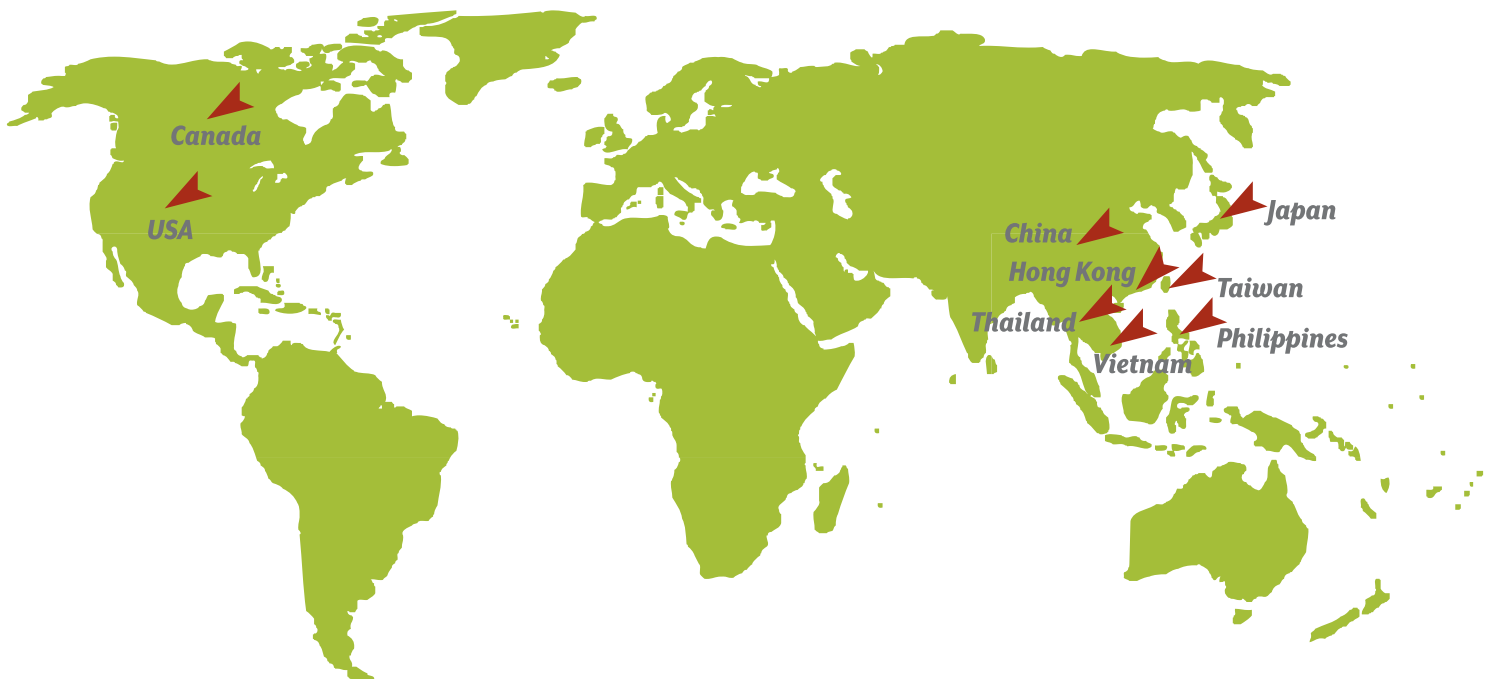 Canada
USA
Japan
China
Hong Kong
Taiwan
Thailand
Philippines
Vietnam